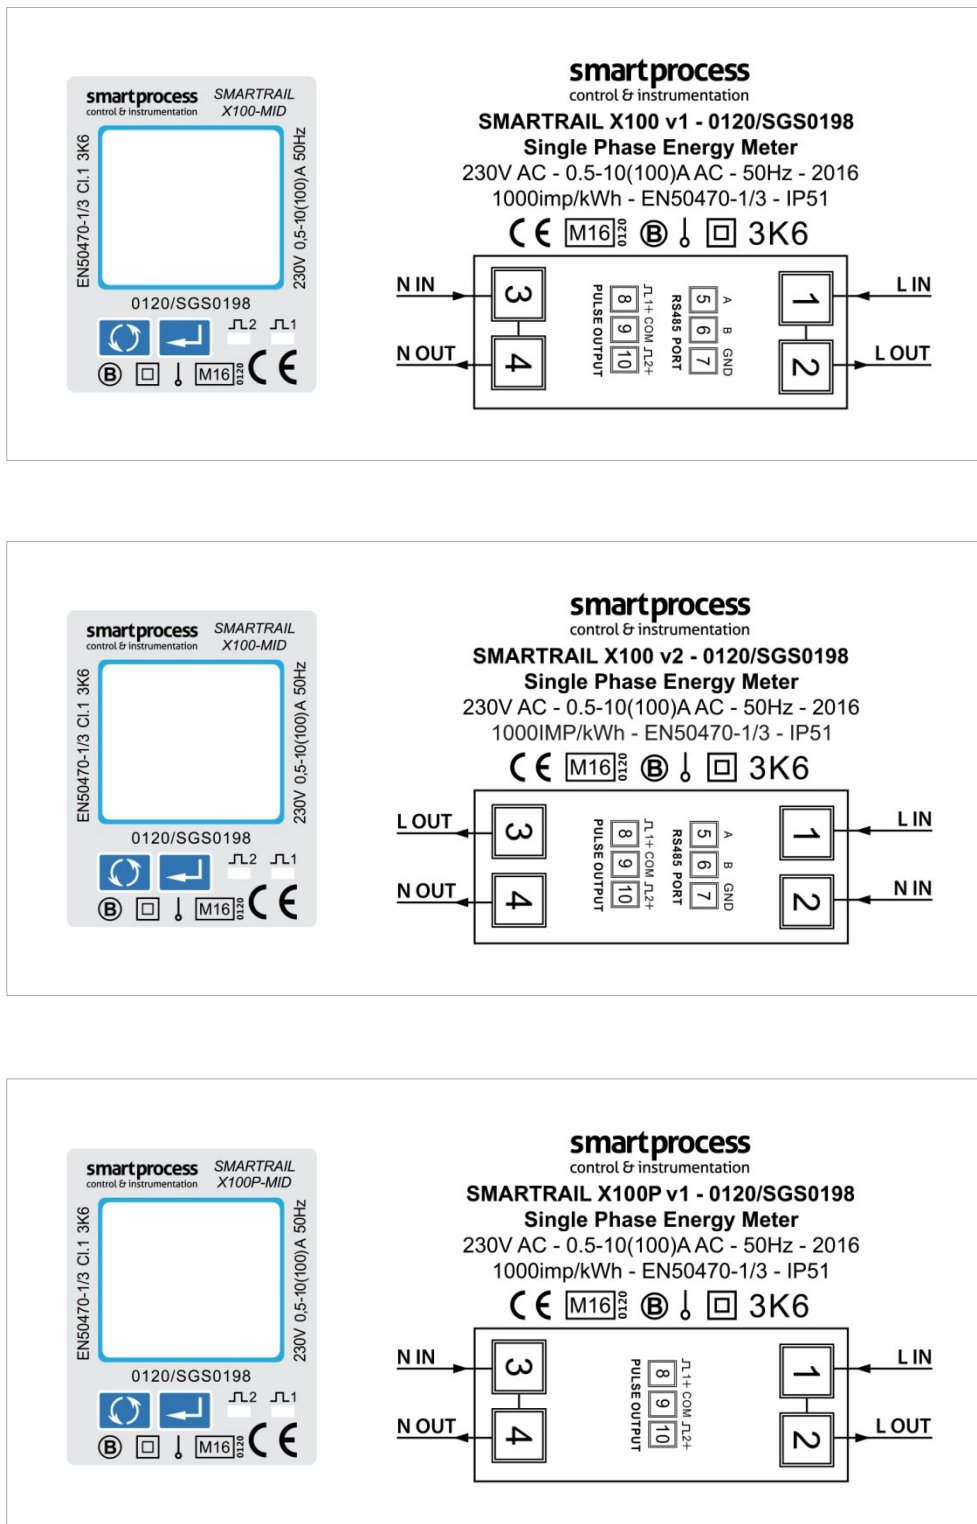 smartprocess
control & instrumentation
SMARTRAIL
X100-MID
EN50470-1/3 Cl.1 3K6
230V 0,5-10(100)A 50Hz
0120/SGS0198
2
1
B
M16
0120
CE
smartprocess
control & instrumentation
SMARTRAIL X100 v1 - 0120/SGS0198
Single Phase Energy Meter
230V AC - 0.5-10(100)A AC - 50Hz - 2016
1000imp/kWh - EN50470-1/3 - IP51
CE M16 0120 B 3K6
N IN
N OUT
3
4
8 9 10
1+ COM 2+
PULSE OUTPUT
5 6 7
A B GND
RS485 PORT
1
2
L IN
L OUT
smartprocess
control & instrumentation
SMARTRAIL
X100-MID
EN50470-1/3 Cl.1 3K6
230V 0,5-10(100)A 50Hz
0120/SGS0198
2
1
B
M16
0120
CE
smartprocess
control & instrumentation
SMARTRAIL X100 v2 - 0120/SGS0198
Single Phase Energy Meter
230V AC - 0.5-10(100)A AC - 50Hz - 2016
1000IMP/kWh - EN50470-1/3 - IP51
CE M16 0120 B 3K6
L OUT
N OUT
3
4
8 9 10
1+ COM 2+
PULSE OUTPUT
5 6 7
A B GND
RS485 PORT
1
2
L IN
N IN
smartprocess
control & instrumentation
SMARTRAIL
X100P-MID
EN50470-1/3 Cl.1 3K6
230V 0,5-10(100)A 50Hz
0120/SGS0198
2
1
B
M16
0120
CE
smartprocess
control & instrumentation
SMARTRAIL X100P v1 - 0120/SGS0198
Single Phase Energy Meter
230V AC - 0.5-10(100)A AC - 50Hz - 2016
1000imp/kWh - EN50470-1/3 - IP51
CE M16 0120 B 3K6
N IN
N OUT
3
4
8 9 10
1+ COM 2+
PULSE OUTPUT
1
2
L IN
L OUT